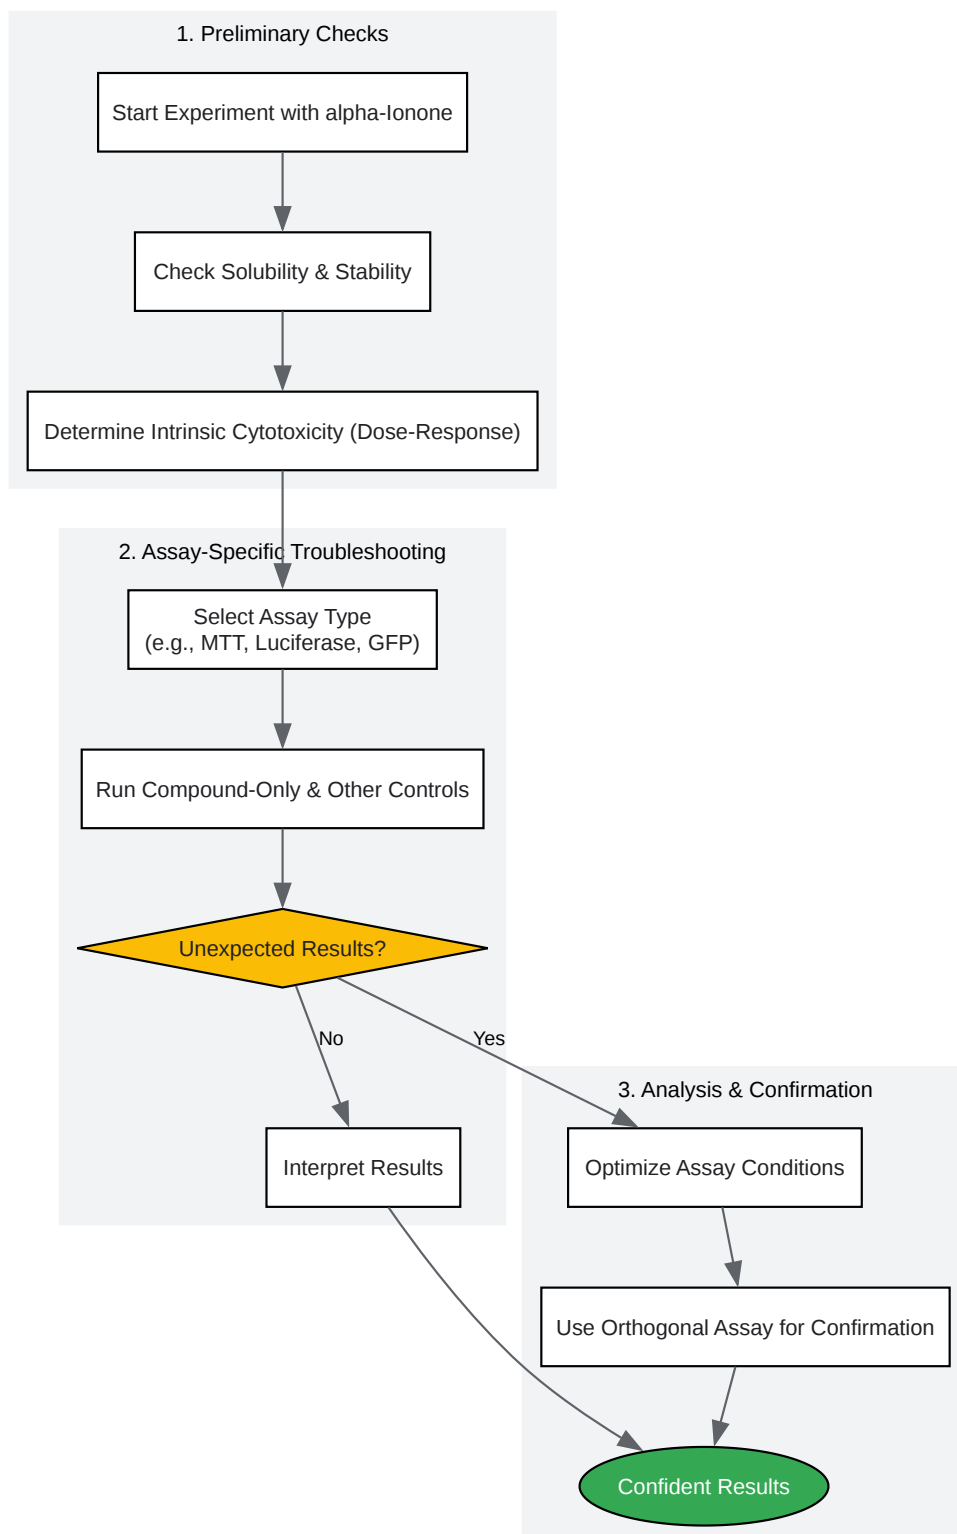 1. Preliminary Checks
Start Experiment with alpha-Ionone
Check Solubility & Stability
Determine Intrinsic Cytotoxicity (Dose-Response)
2. Assay-Specific Troubleshooting
Select Assay Type
(e.g., MTT, Luciferase, GFP)
Run Compound-Only & Other Controls
Unexpected Results?
No
Yes
3. Analysis & Confirmation
Interpret Results
Optimize Assay Conditions
Use Orthogonal Assay for Confirmation
Confident Results